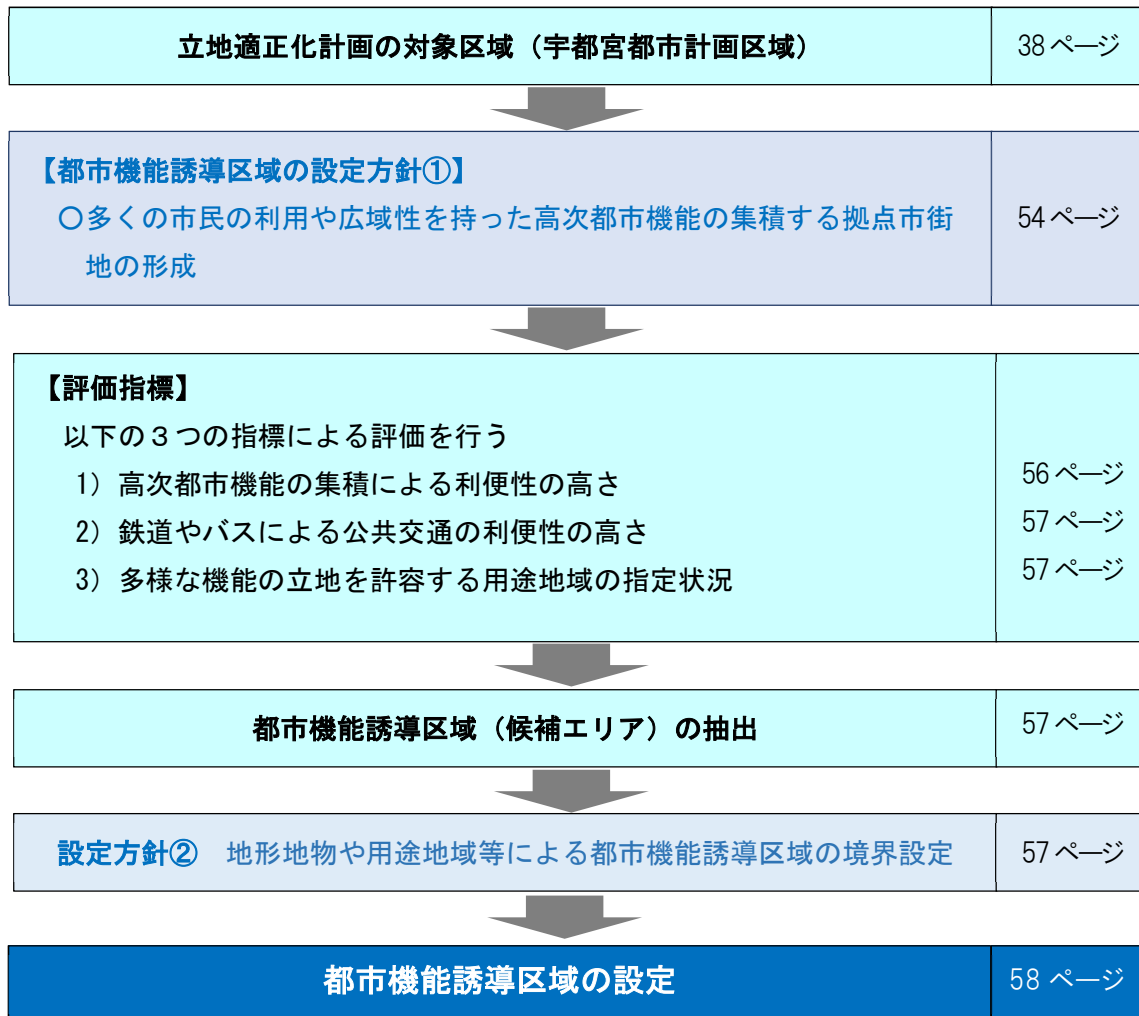 立地適正化計画の対象区域（宇都宮都市計画区域）
38ページ
【都市機能誘導区域の設定方針①】
〇多くの市民の利用や広域性を持った高次都市機能の集積する拠点市街
地の形成
54ページ
【評価指標】
以下の３つの指標による評価を行う
1）高次都市機能の集積による利便性の高さ
56ページ
2）鉄道やバスによる公共交通の利便性の高さ
57ページ
3）多様な機能の立地を許容する用途地域の指定状況
57ページ
都市機能誘導区域（候補エリア）の抽出
57ページ
設定方針② 地形地物や用途地域等による都市機能誘導区域の境界設定
57ページ
都市機能誘導区域の設定
58ページ